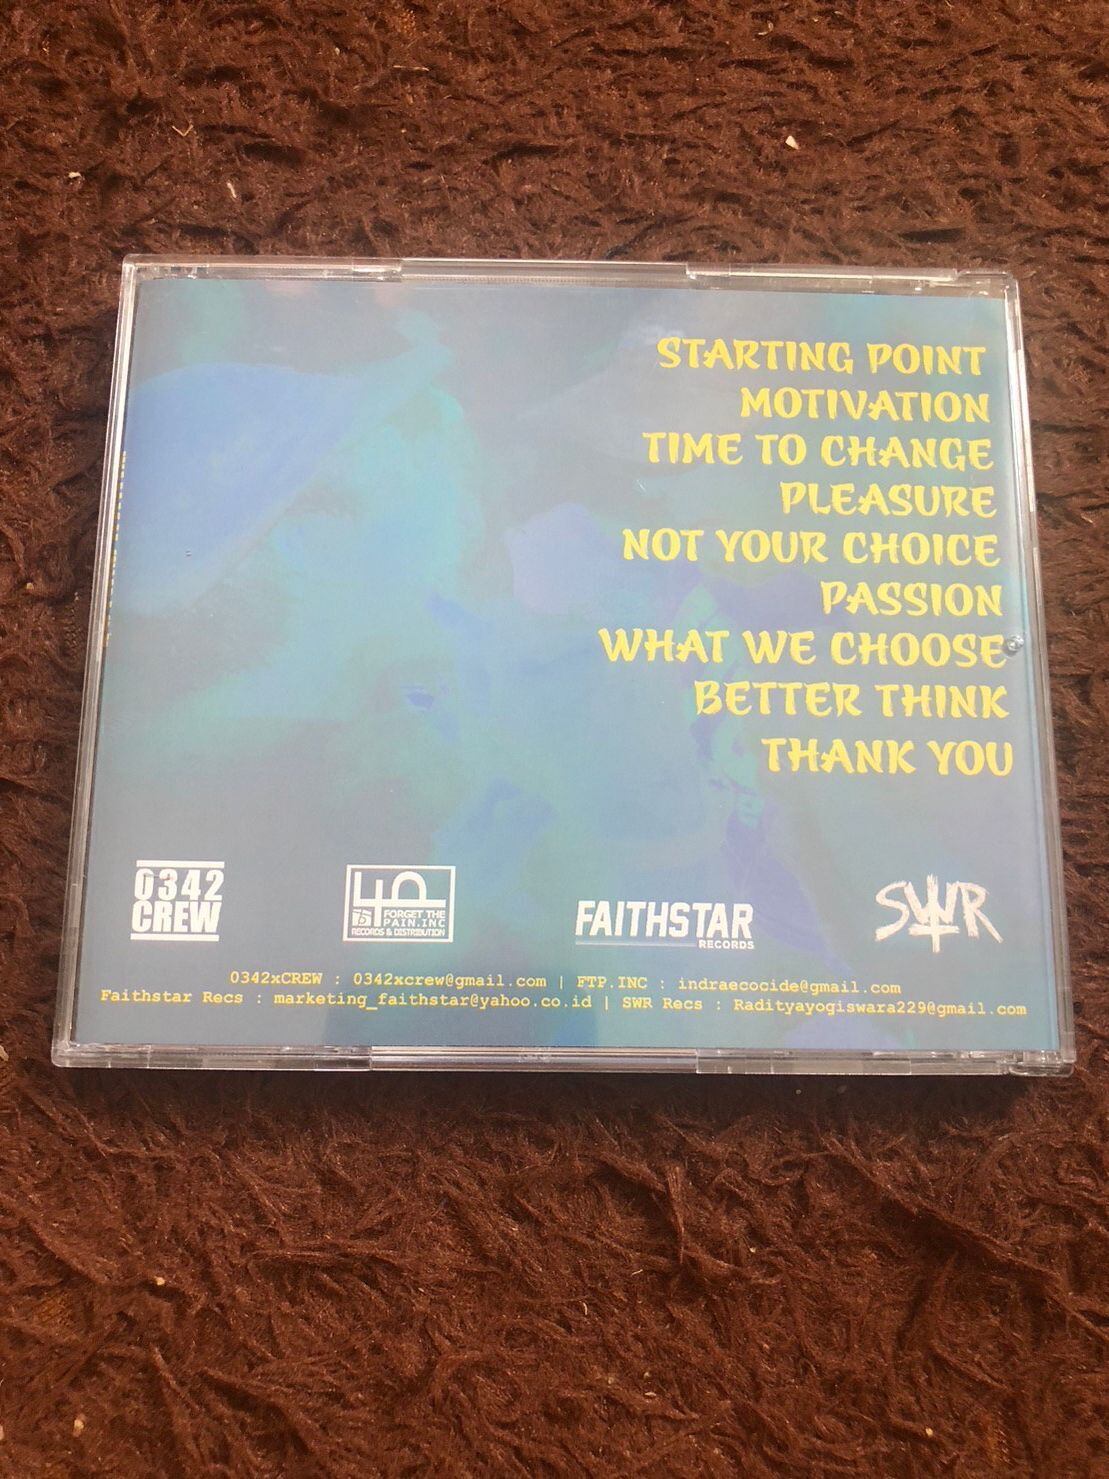 STARTING POINT
MOTIVATION
TIME TO CHANGE
PLEASURE
NOT YOUR CHOICE
PASSION
WHAT WE CHOOSE
BETTER THINK
THANK YOU
0342
CREW
FORGET THE
PAIN.INC
RECORDS & DISTRIBUTION
FAITHSTAR
RECORDS
SWR
0342xCREW : 0342xcrew@gmail.com | FTP.INC : indraecocide@gmail.com
Faithstar Recs : marketing_faithstar@yahoo.co.id | SWR Recs : Radityayogiswara229@gmail.com